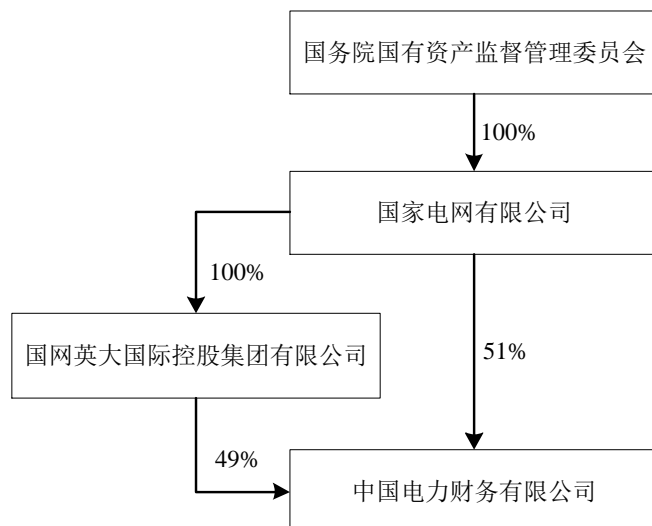 国务院国有资产监督管理委员会
100%
国家电网有限公司
100%
国网英大国际控股集团有限公司
51%
49%
中国电力财务有限公司